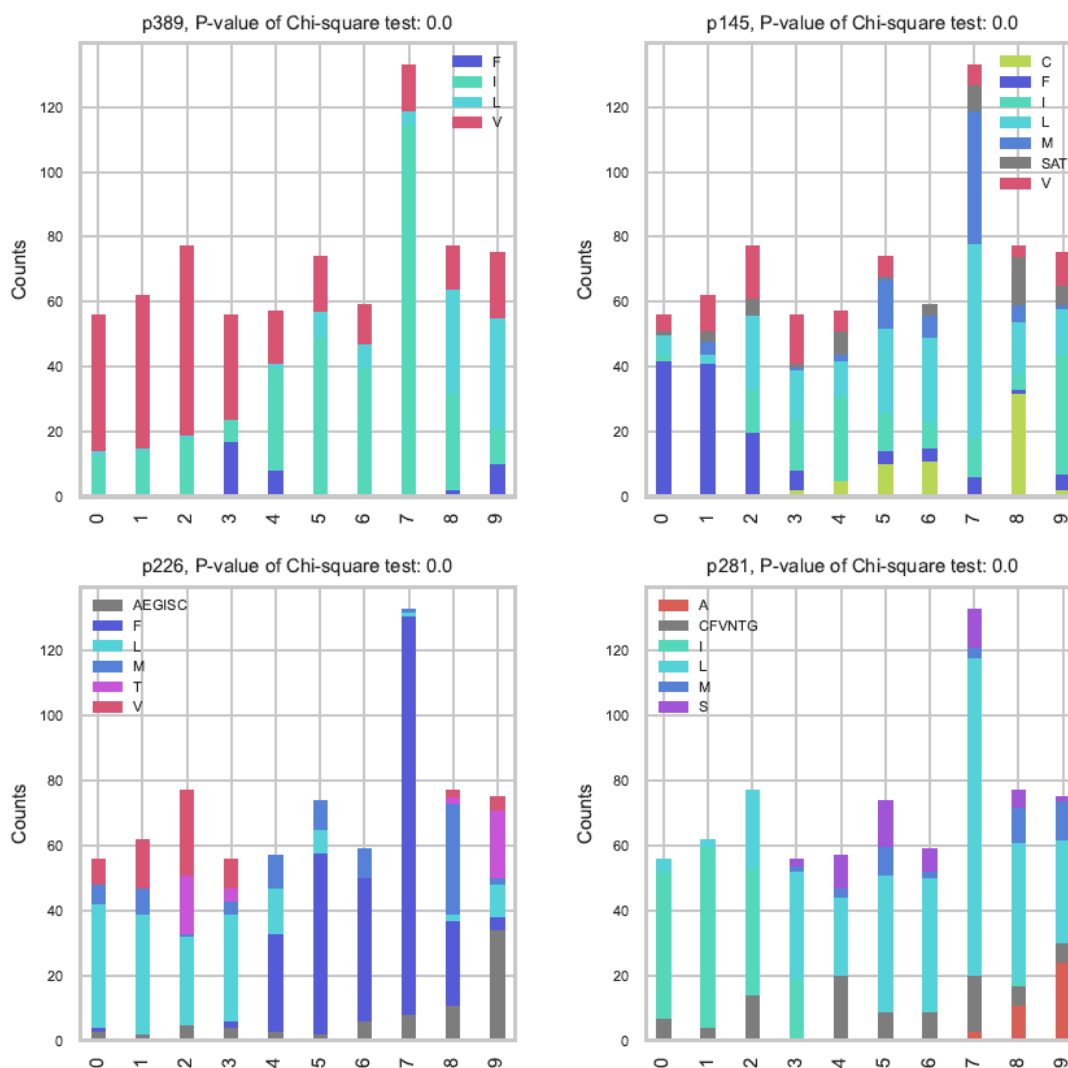 p389, P-value of Chi-square test: 0.0
Counts
120
100
80
60
40
20
0
F
I
L
V
0 1 2 3 4 5 6 7 8 9
p145, P-value of Chi-square test: 0.0
Counts
120
100
80
60
40
20
0
C
F
I
L
M
SAT
V
0 1 2 3 4 5 6 7 8 9
p226, P-value of Chi-square test: 0.0
Counts
120
100
80
60
40
20
0
AEGISC
F
L
M
T
V
0 1 2 3 4 5 6 7 8 9
p281, P-value of Chi-square test: 0.0
Counts
120
100
80
60
40
20
0
A
CFVNTG
I
L
M
S
0 1 2 3 4 5 6 7 8 9